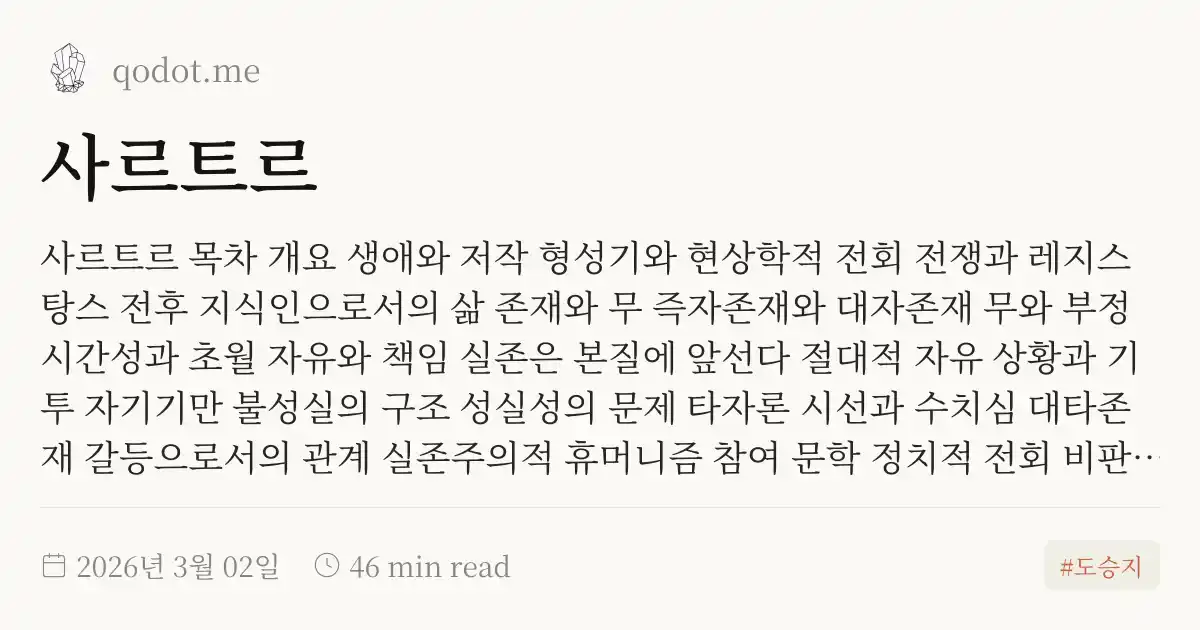 qodot.me
사르트르
사르트르 목차 개요 생애와 저작 형성기와 현상학적 전회 전쟁과 레지스
탕스 전후 지식인으로서의 삶 존재와 무 즉자존재와 대자존재 무와 부정
시간성과 초월 자유와 책임 실존은 본질에 앞선다 절대적 자유 상황과 기
투 자기기만 불성실의 구조 성실성의 문제 타자론 시선과 수치심 대타존
재 갈등으로서의 관계 실존주의적 휴머니즘 참여 문학 정치적 전회 비판…
2026년 3월 02일 46 min read
#도승지